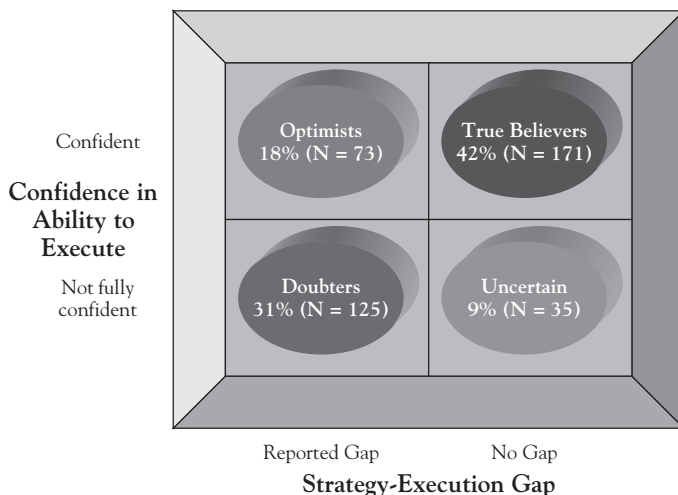 Confident
Confidence in
Ability to
Execute
Not fully
confident
Optimists
18% (N = 73)
True Believers
42% (N = 171)
Doubters
31% (N = 125)
Uncertain
9% (N = 35)
Reported Gap
No Gap
Strategy-Execution Gap